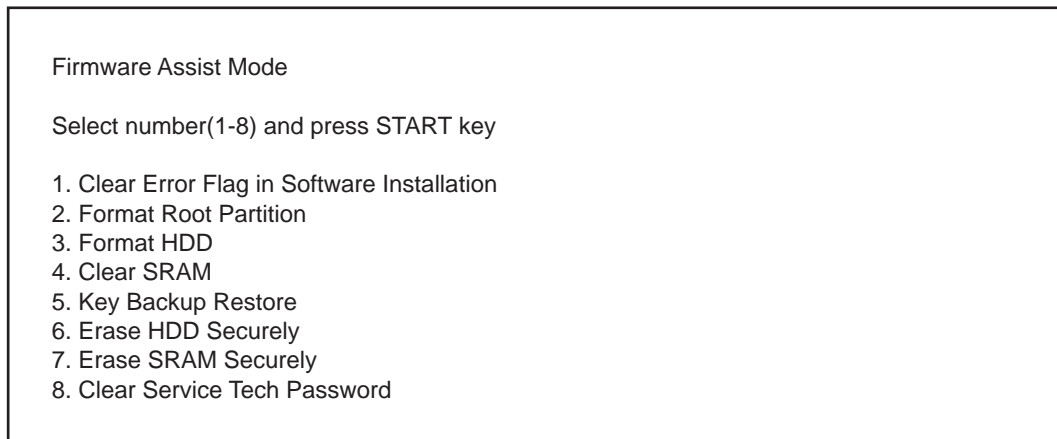 Firmware Assist Mode
Select number(1-8) and press START key
1. Clear Error Flag in Software Installation
2. Format Root Partition
3. Format HDD
4. Clear SRAM
5. Key Backup Restore
6. Erase HDD Securely
7. Erase SRAM Securely
8. Clear Service Tech Password